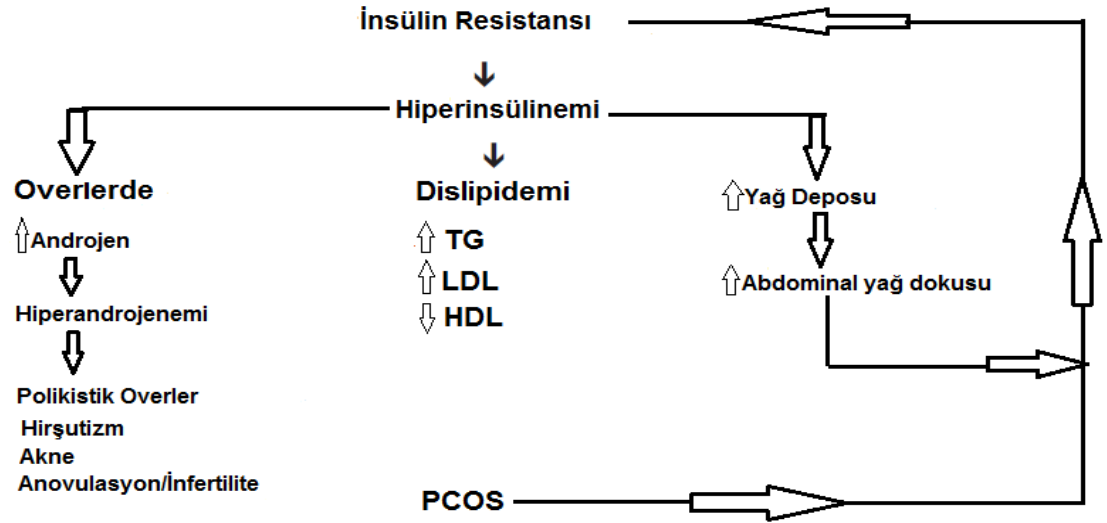 İnsülin Resistansı
Hiperinsülinemi
Overlerde
Androjen
Hiperandrojenemi
Polikistik Overler
Hirşutizm
Akne
Anovulasyon/İnfertilite
Dislipidemi
TG
LDL
HDL
Yağ Deposu
Abdominal yağ dokusu
PCOS